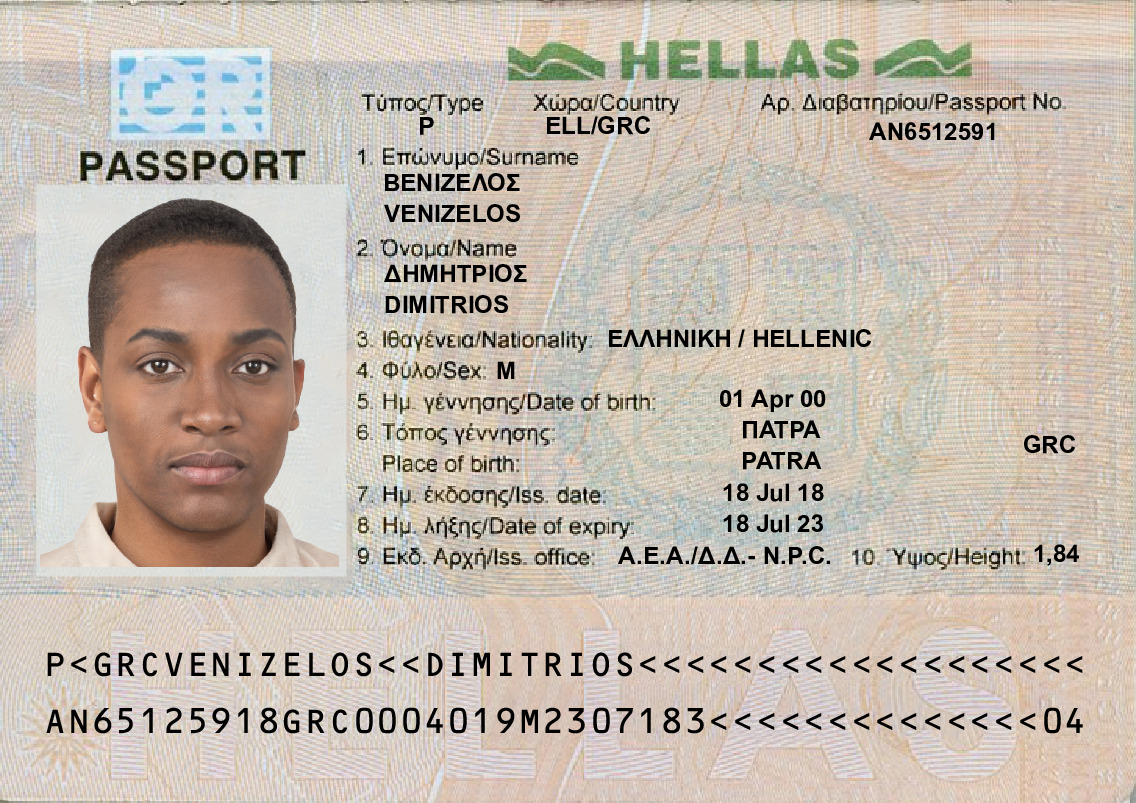 GR
PASSPORT
HELLAS
Τύπος/Type Χώρα/Country Αρ. Διαβατηρίου/Passport No.
P ELL/GRC AN6512591
1. Επώνυμο/Surname
ΒΕΝΙΖΕΛΟΣ
VENIZELOS
2. Όνομα/Name
ΔΗΜΗΤΡΙΟΣ
DIMITRIOS
3. Ιθαγένεια/Nationality: ΕΛΛΗΝΙΚΗ / HELLENIC
4. Φύλο/Sex: M
5. Ημ. γέννησης/Date of birth: 01 Apr 00
6. Τόπος γέννησης: ΠΑΤΡΑ
Place of birth: PATRA GRC
7. Ημ. έκδοσης/Iss. date: 18 Jul 18
8. Ημ. λήξης/Date of expiry: 18 Jul 23
9 Εκδ. Αρχή/Iss. office: Α.Ε.Α./Δ.Δ.- N.P.C. 10. Ύψος/Height: 1,84
HELLAS
P<GRCVENIZELOS<<DIMITRIOS<<<<<<<<<<<<<<<<<<<
AN65125918GRC0004019M2307183<<<<<<<<<<<<<<04